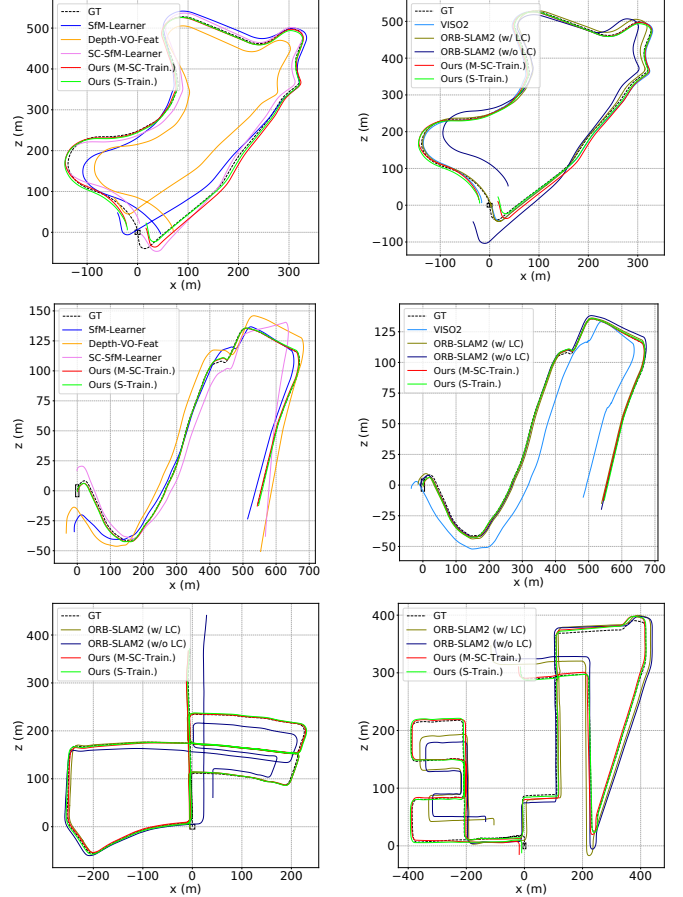 500
400
300
200
100
0
−100
0
100
200
300
x (m)
z (m)
GT
SfM-Learner
Depth-VO-Feat
SC-SfM-Learner
Ours (M-SC-Train.)
Ours (S-Train.)
500
400
300
200
100
0
−100
−100
0
100
200
300
x (m)
z (m)
GT
VISO2
ORB-SLAM2 (w/ LC)
ORB-SLAM2 (w/o LC)
Ours (M-SC-Train.)
Ours (S-Train.)
150
125
100
75
50
25
0
−25
−50
0
100
200
300
400
500
600
700
x (m)
z (m)
GT
SfM-Learner
Depth-VO-Feat
SC-SfM-Learner
Ours (M-SC-Train.)
Ours (S-Train.)
125
100
75
50
25
0
−25
−50
0
100
200
300
400
500
600
700
x (m)
z (m)
GT
VISO2
ORB-SLAM2 (w/ LC)
ORB-SLAM2 (w/o LC)
Ours (M-SC-Train.)
Ours (S-Train.)
400
300
200
100
0
−200
−100
0
100
200
x (m)
z (m)
GT
ORB-SLAM2 (w/ LC)
ORB-SLAM2 (w/o LC)
Ours (M-SC-Train.)
Ours (S-Train.)
400
350
300
250
200
150
100
50
0
−400
−200
0
200
400
x (m)
z (m)
GT
ORB-SLAM2 (w/ LC)
ORB-SLAM2 (w/o LC)
Ours (M-SC-Train.)
Ours (S-Train.)